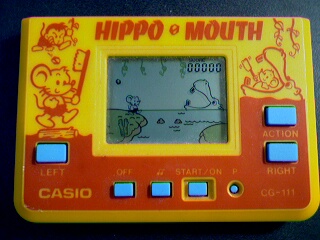 HIPPO MOUTH
00000
ACTION
LEFT
OFF
START/ON
P
RIGHT
CASIO
CG-111